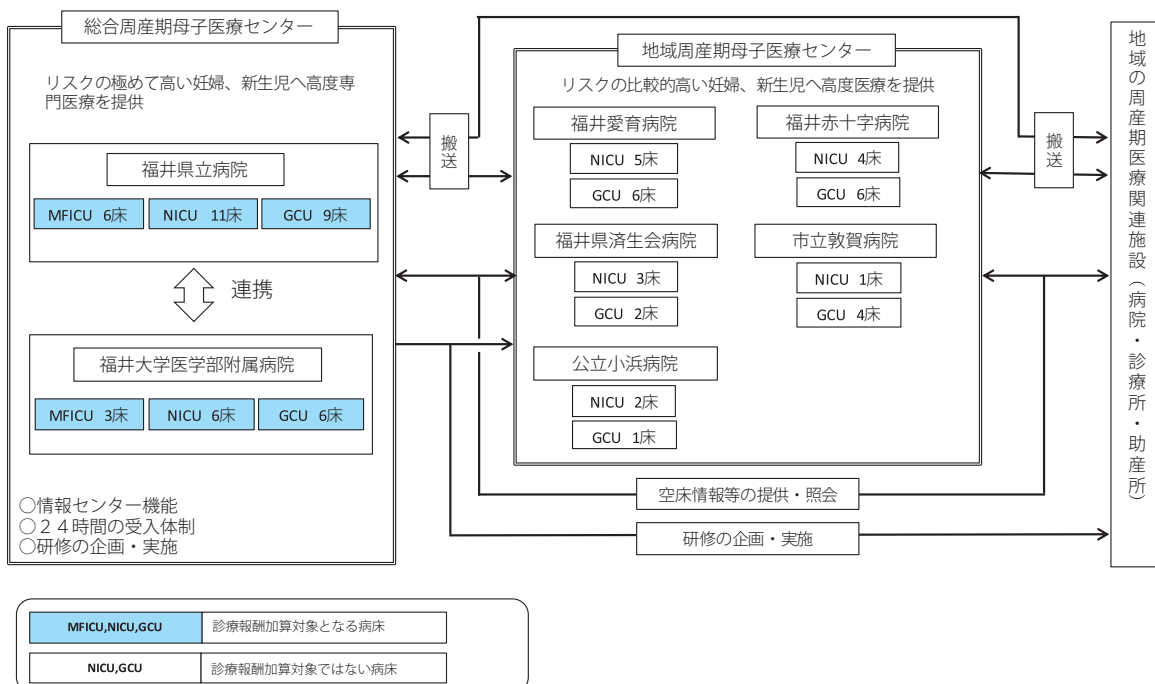 総合周産期母子医療センター
リスクの極めて高い妊婦、新生児へ高度専
門医療を提供
福井県立病院
MFICU 6床
NICU 11床
GCU 9床
連携
福井大学医学部附属病院
MFICU 3床
NICU 6床
GCU 6床
○情報センター機能
○24時間の受入体制
○研修の企画・実施
搬送
地域周産期母子医療センター
リスクの比較的高い妊婦、新生児へ高度医療を提供
福井愛育病院
NICU 5床
GCU 6床
福井赤十字病院
NICU 4床
GCU 6床
福井県済生会病院
NICU 3床
GCU 2床
市立敦賀病院
NICU 1床
GCU 4床
公立小浜病院
NICU 2床
GCU 1床
搬送
空床情報等の提供・照会
研修の企画・実施
地域の周産期医療関連施設(病院・診療所・助産所)
MFICU,NICU,GCU
診療報酬加算対象となる病床
NICU,GCU
診療報酬加算対象ではない病床